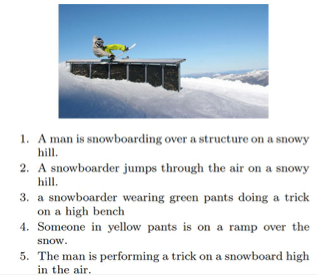 1. A man is snowboarding over a structure on a snowy
hill.
2. A snowboarder jumps through the air on a snowy
hill.
3. a snowboarder wearing green pants doing a trick
on a high bench
4. Someone in yellow pants is on a ramp over the
snow.
5. The man is performing a trick on a snowboard high
in the air.